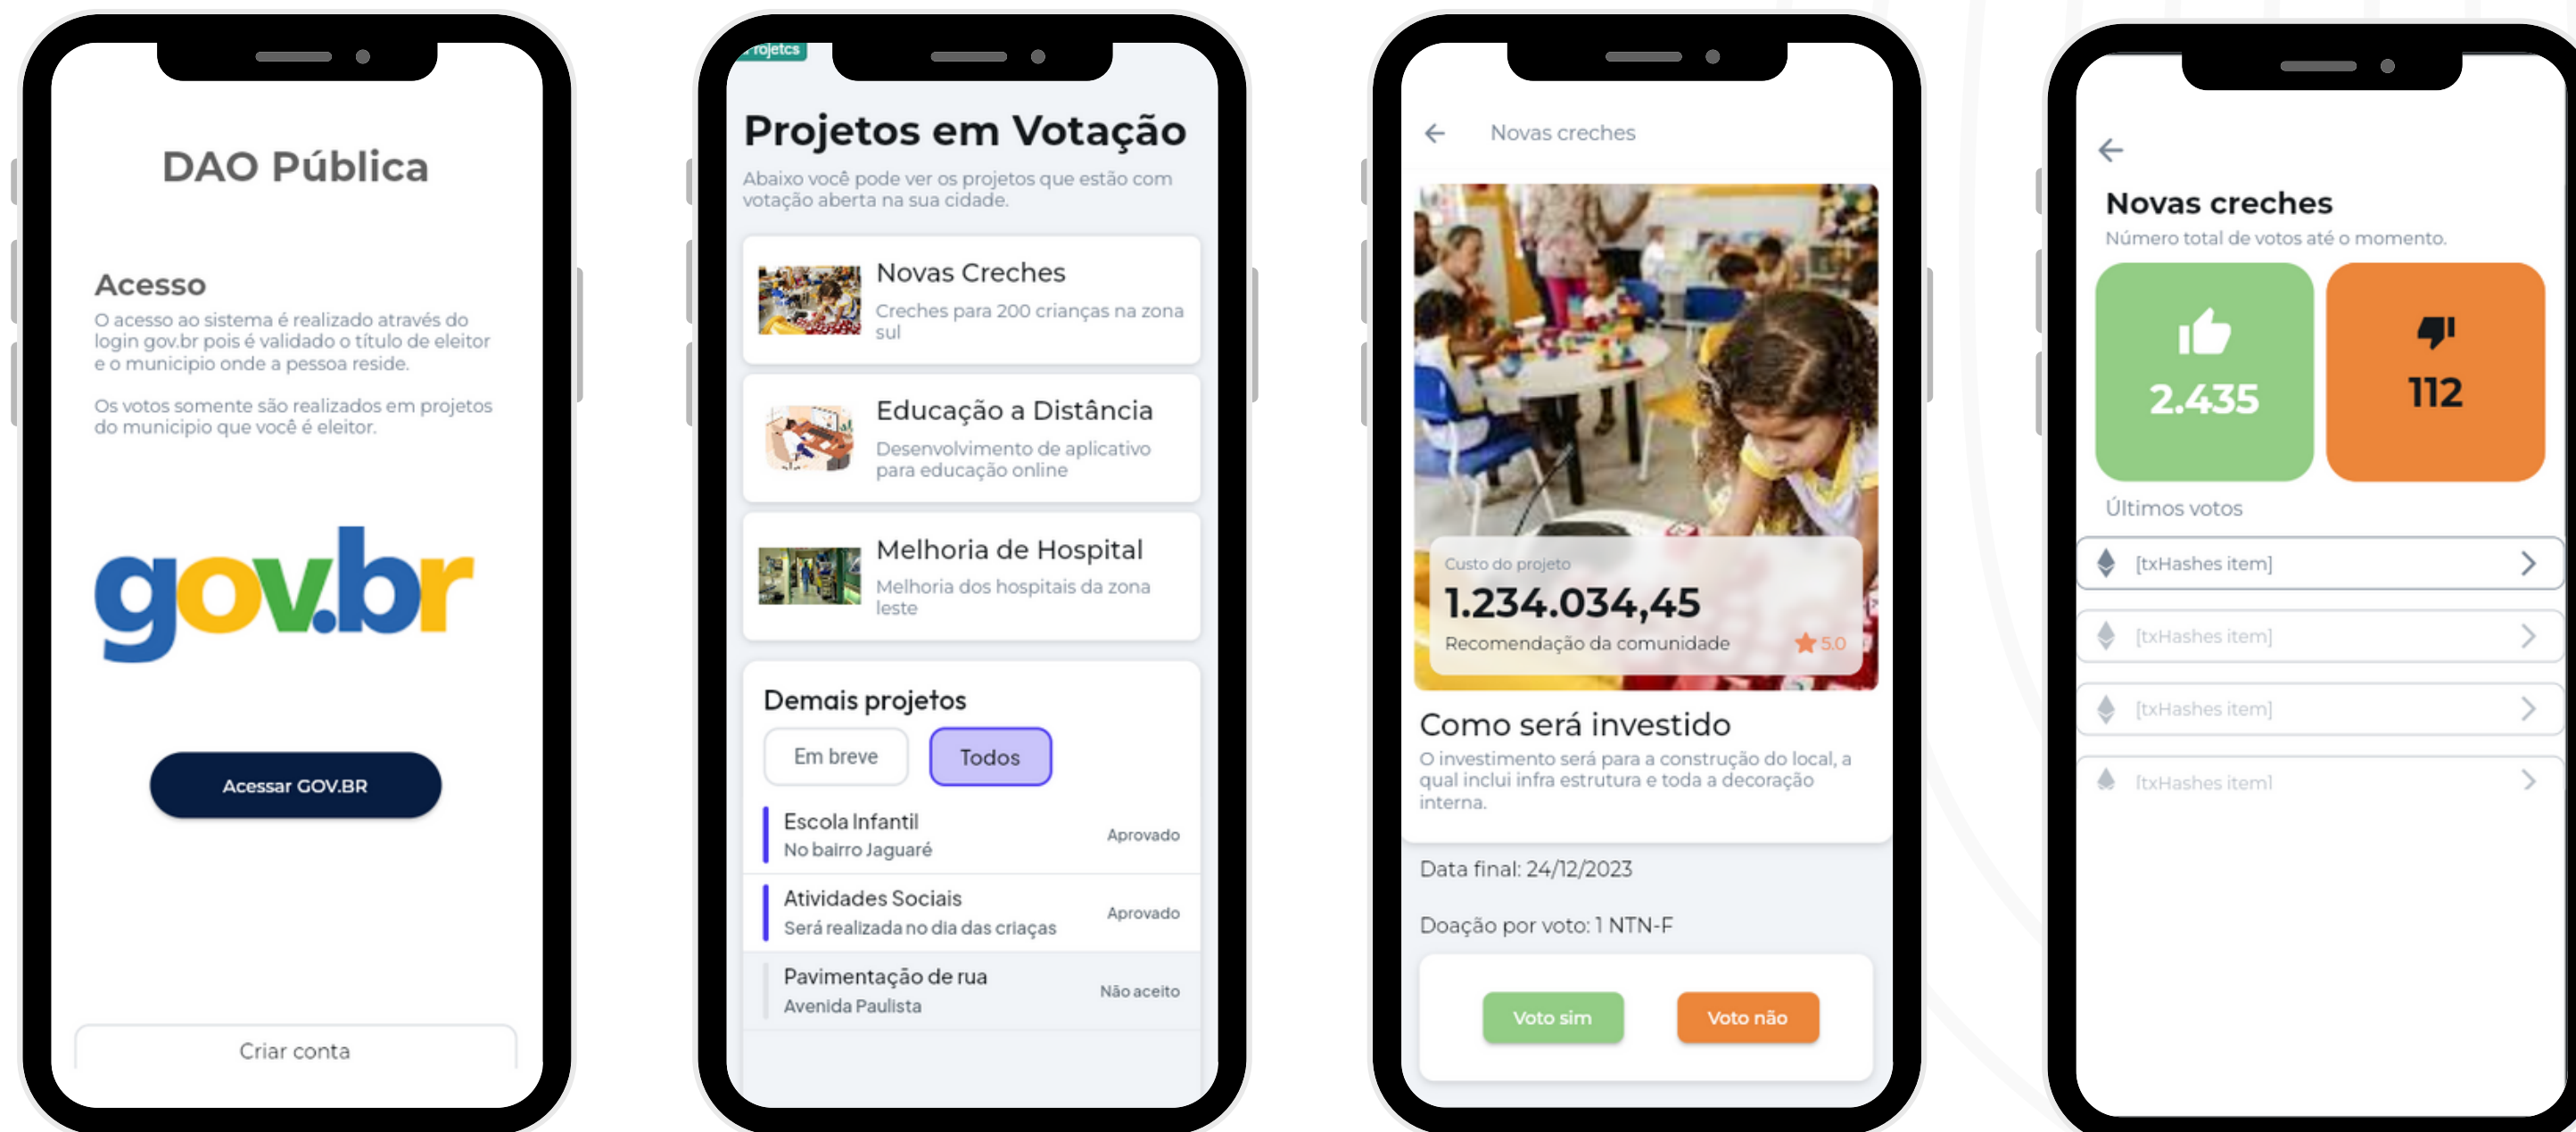 DAO Pública
Acesso
O acesso ao sistema é realizado através do
login gov.br pois é validado o título de eleitor
e o municipio onde a pessoa reside.
Os votos somente são realizados em projetos
do municipio que você é eleitor.
gov.br
Acessar GOV.BR
Criar conta
rojetcs
Projetos em Votação
Abaixo você pode ver os projetos que estão com
votação aberta na sua cidade.
Novas Creches
Creches para 200 crianças na zona
sul
Educação a Distância
Desenvolvimento de aplicativo
para educação online
Melhoria de Hospital
Melhoria dos hospitais da zona
leste
Demais projetos
Em breve
Todos
Escola Infantil
No bairro Jaguaré
Aprovado
Atividades Sociais
Será realizada no dia das criaças
Aprovado
Pavimentação de rua
Avenida Paulista
Não aceito
Novas creches
Custo do projeto
1.234.034,45
Recomendação da comunidade
5.0
Como será investido
O investimento será para a construção do local, a
qual inclui infra estrutura e toda a decoração
interna.
Data final: 24/12/2023
Doação por voto: 1 NTN-F
Voto sim
Voto não
Novas creches
Número total de votos até o momento.
2.435
112
Últimos votos
[txHashes item]
[txHashes item]
[txHashes item]
[txHashes item]